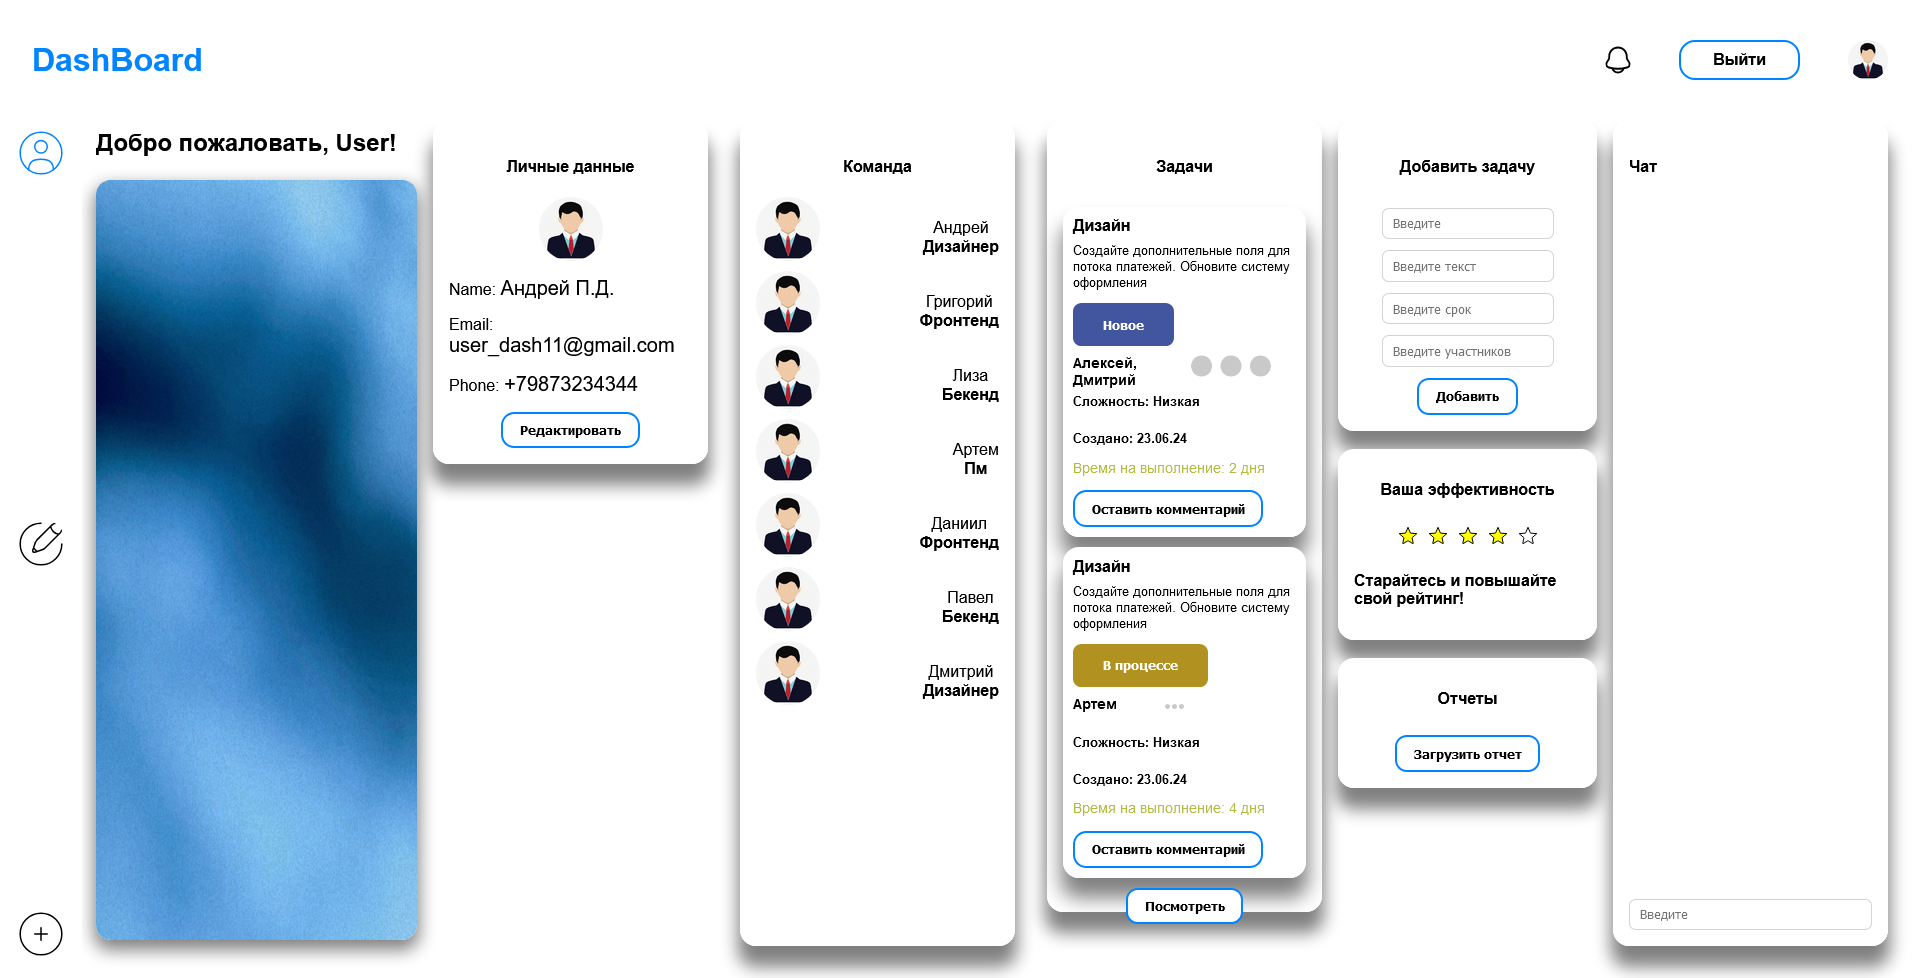 DashBoard
Выйти
Добро пожаловать, User!
Личные данные
Name: Андрей П.Д.
Email:
user_dash11@gmail.com
Phone: +79873234344
Редактировать
Команда
Андрей
Дизайнер
Григорий
Фронтенд
Лиза
Бекенд
Артем
Пм
Даниил
Фронтенд
Павел
Бекенд
Дмитрий
Дизайнер
Задачи
Дизайн
Создайте дополнительные поля для
потока платежей. Обновите систему
оформления
Новое
Алексей,
Дмитрий
Сложность: Низкая
Создано: 23.06.24
Время на выполнение: 2 дня
Оставить комментарий
Дизайн
Создайте дополнительные поля для
потока платежей. Обновите систему
оформления
В процессе
Артем
Сложность: Низкая
Создано: 23.06.24
Время на выполнение: 4 дня
Оставить комментарий
Посмотреть
Добавить задачу
Введите
Введите текст
Введите срок
Введите участников
Добавить
Ваша эффективность
Старайтесь и повышайте
свой рейтинг!
Отчеты
Загрузить отчет
Чат
Введите